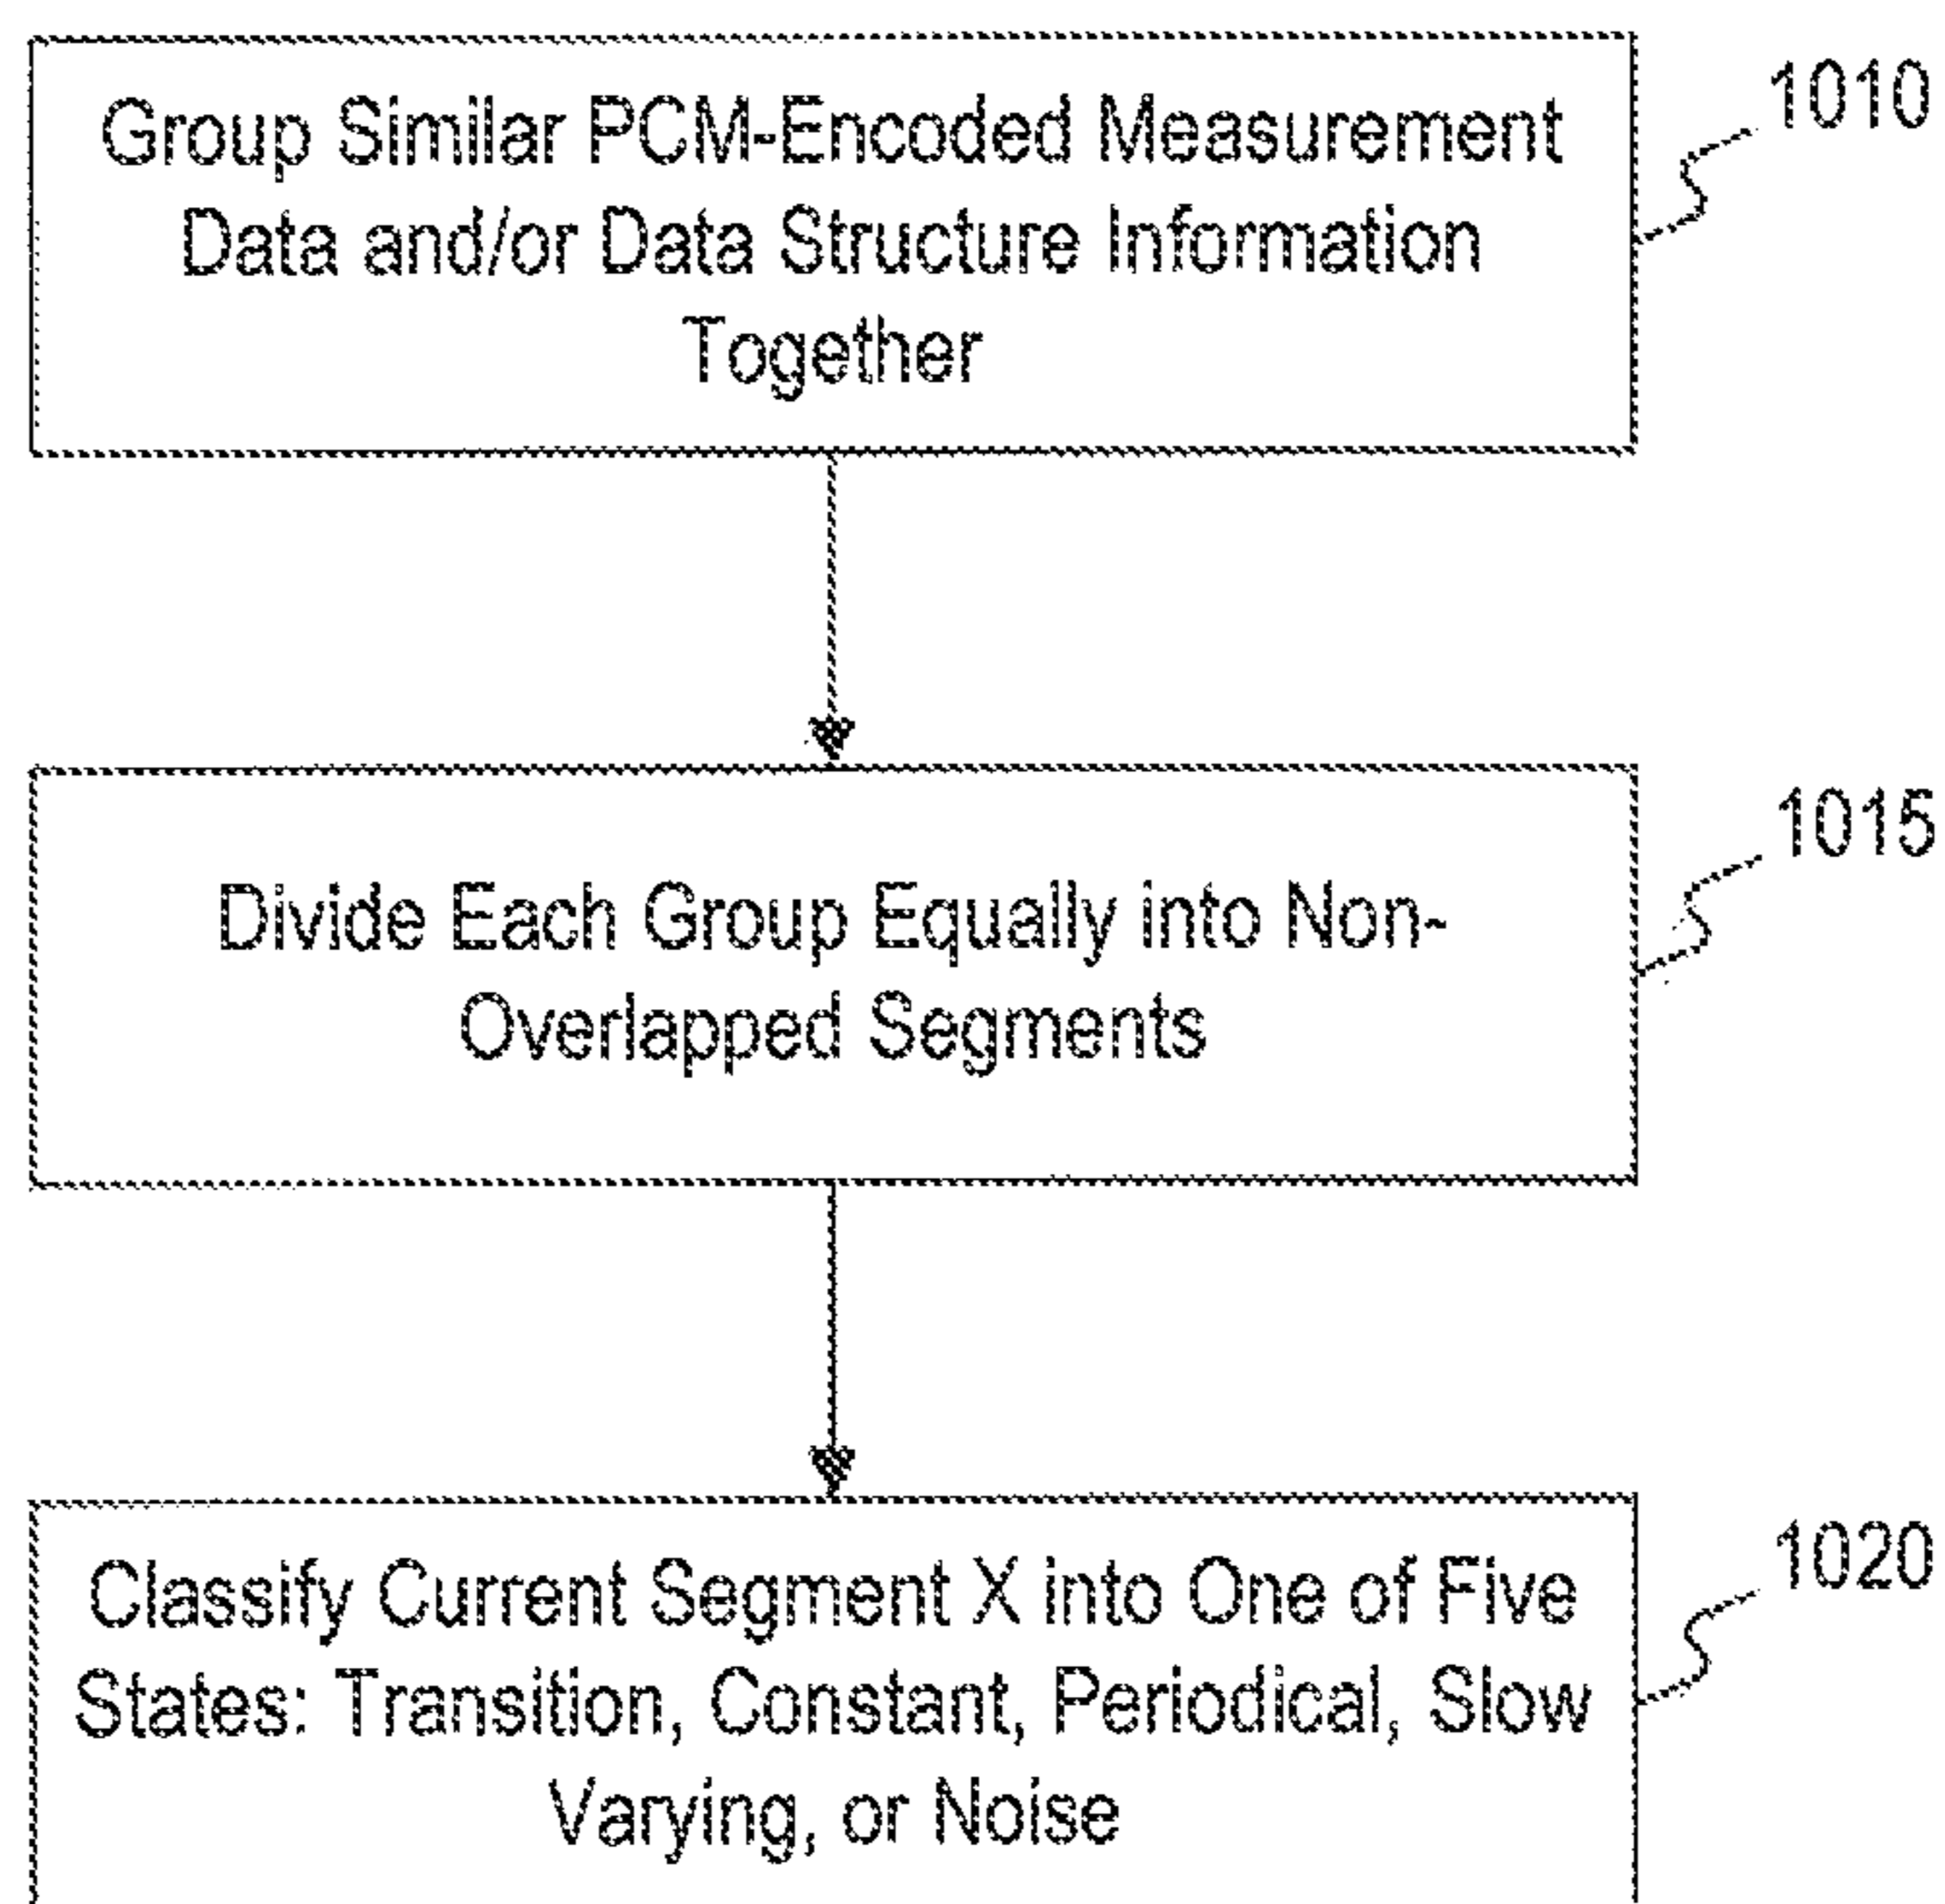 Group Similar PCM-Encoded Measurement
Data and/or Data Structure Information
Together
1010
Divide Each Group Equally into Non-
Overlapped Segments
1015
Classify Current Segment X into One of Five
States: Transition, Constant, Periodical, Slow
Varying, or Noise
1020